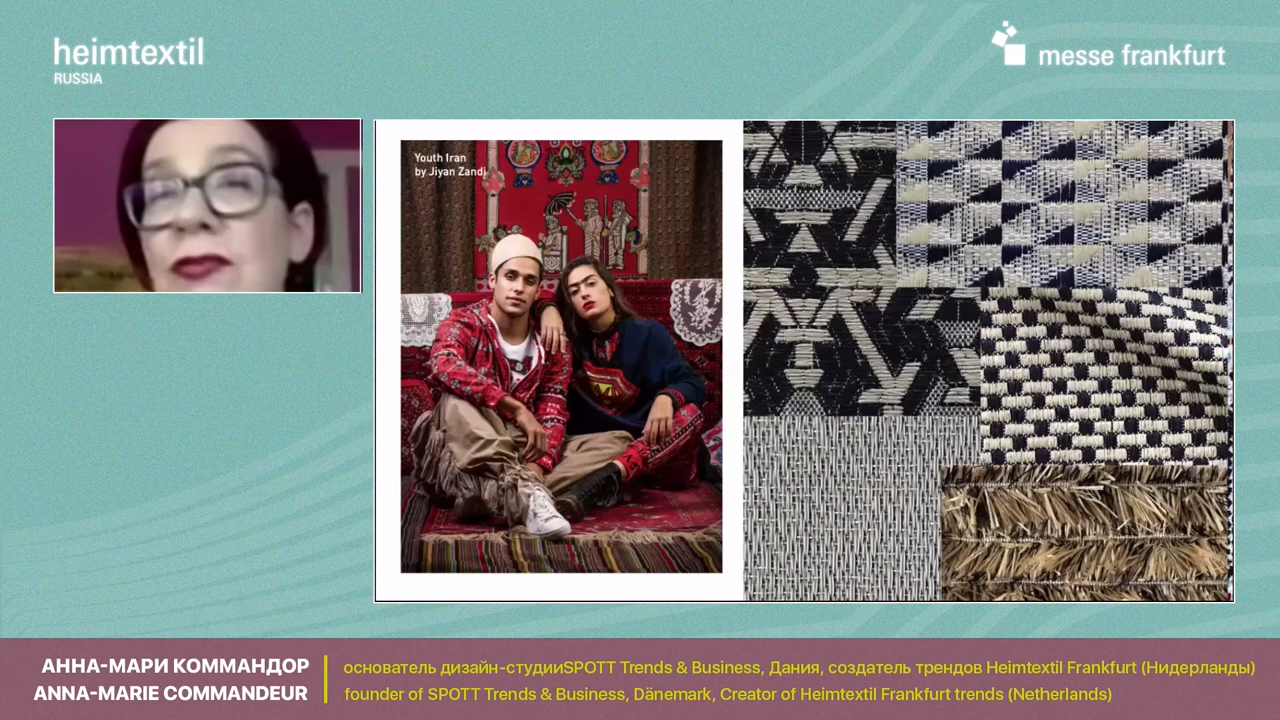 heimtextil
RUSSIA
messe frankfurt
Youth Iran
by Jiyan Zandi
АННА-МАРИ КОММАНДОР
ANNA-MARIE COMMANDEUR
основатель дизайн-студииSPOTT Trends & Business, Дания, создатель трендов Heimtextil Frankfurt (Нидерланды)
founder of SPOTT Trends & Business, Dänemark, Creator of Heimtextil Frankfurt trends (Netherlands)